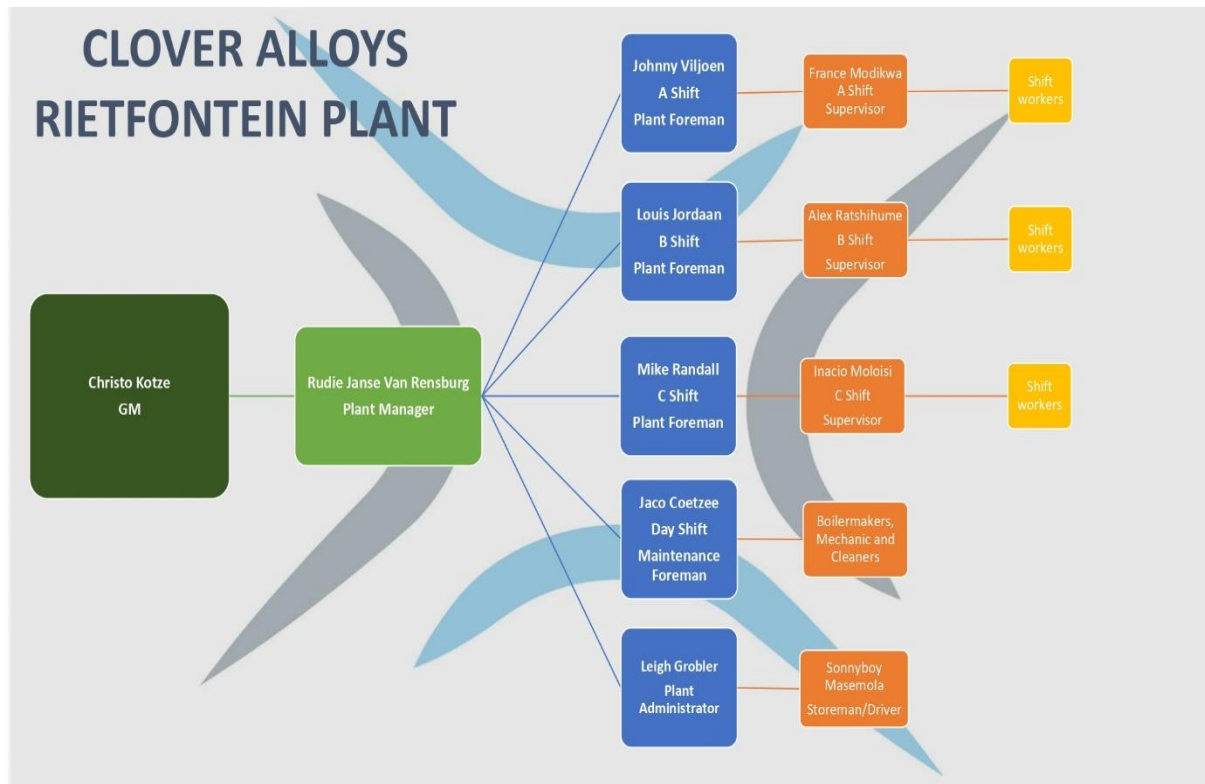 CLOVER ALLOYS
RIETFONTEIN PLANT
Christo Kotze
GM
Rudie Janse Van Rensburg
Plant Manager
Johnny Viljoen
A Shift
Plant Foreman
France Modikwa
A Shift
Supervisor
Shift
workers
Louis Jordaan
B Shift
Plant Foreman
Alex Ratshihume
B Shift
Supervisor
Shift
workers
Mike Randall
C Shift
Plant Foreman
Inacio Moloisi
C Shift
Supervisor
Shift
workers
Jaco Coetzee
Day Shift
Maintenance
Foreman
Boilermakers,
Mechanic and
Cleaners
Leigh Grobler
Plant
Administrator
Sonnyboy
Masemola
Storeman/Driver